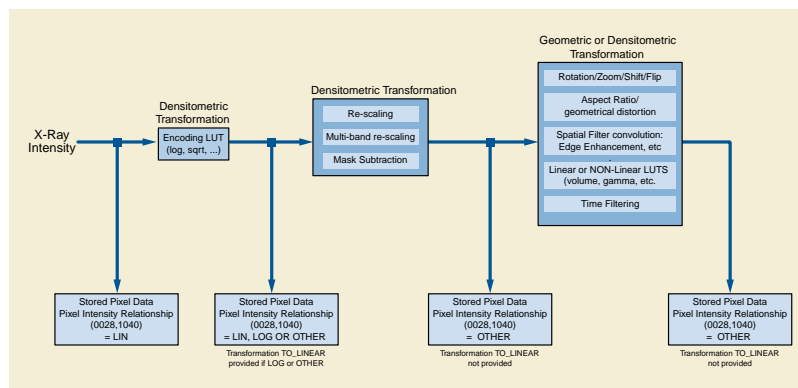 X-Ray
Intensity
Densitometric
Transformation
Encoding LUT
(log, sqrt, ...)
Densitometric Transformation
Re-scaling
Multi-band re-scaling
Mask Subtraction
Geometric or Densitometric
Transformation
Rotation/Zoom/Shift/Flip
Aspect Ratio/
geometrical distortion
Spatial Filter convolution:
Edge Enhancement, etc
.
Linear or NON-Linear LUTS
(volume, gamma, etc.
Time Filtering
Stored Pixel Data
Pixel Intensity Relationship
(0028,1040)
= LIN
Stored Pixel Data
Pixel Intensity Relationship
(0028,1040)
= LIN, LOG OR OTHER
Transformation TO_LINEAR
provided if LOG or OTHER
Stored Pixel Data
Pixel Intensity Relationship
(0028,1040)
= OTHER
Transformation TO_LINEAR
not provided
Stored Pixel Data
Pixel Intensity Relationship
(0028,1040)
= OTHER
Transformation TO_LINEAR
not provided